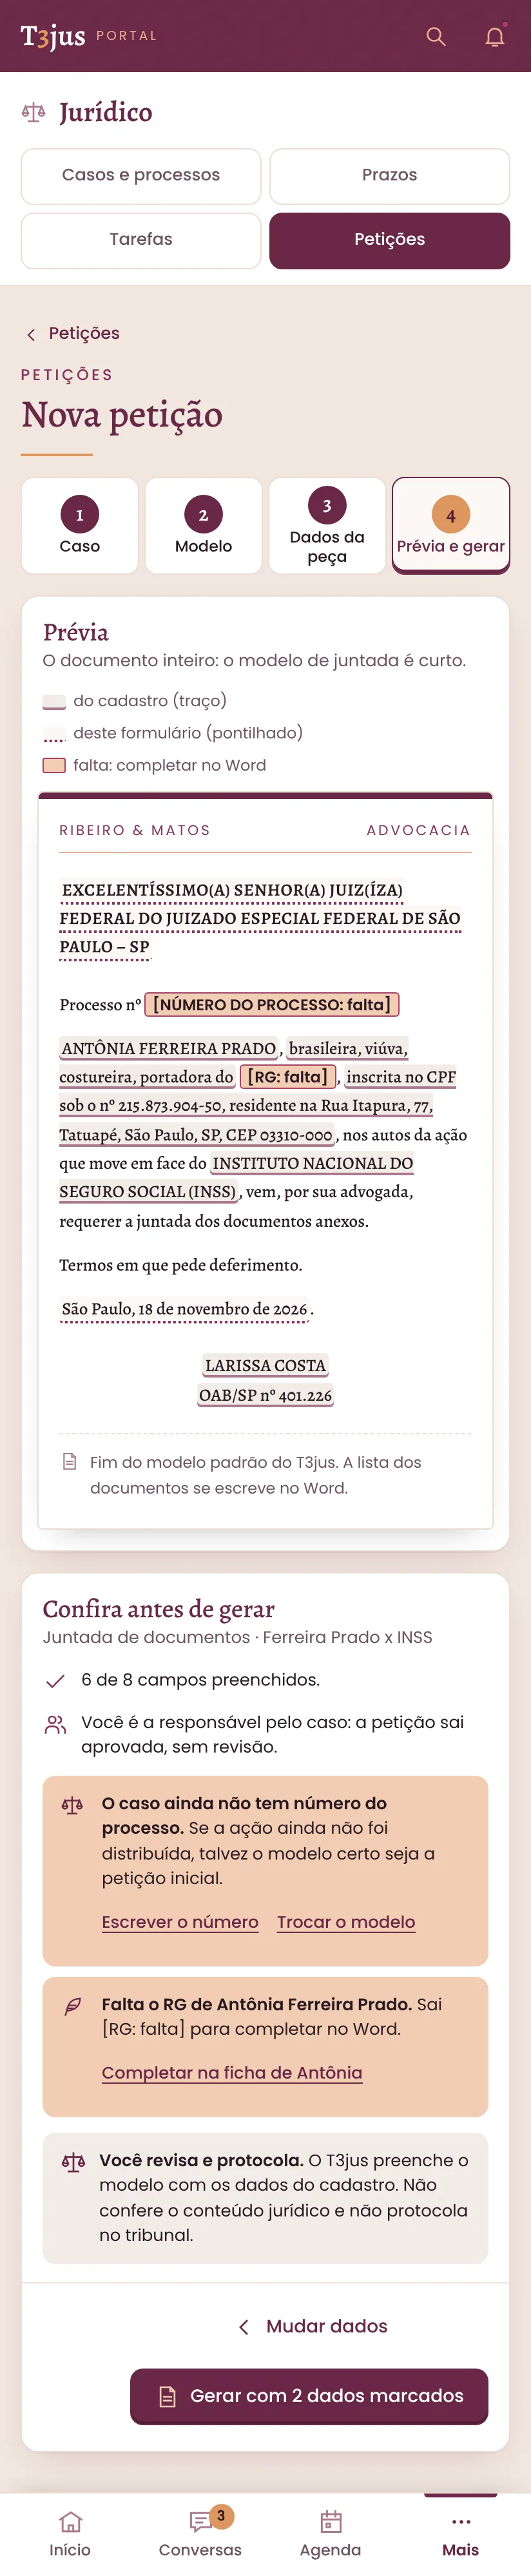 T3jus PORTAL
Jurídico
Casos e processos
Prazos
Tarefas
Petições
Petições
PETIÇÕES
Nova petição
1
Caso
2
Modelo
3
Dados da
peça
4
Prévia e gerar
Prévia
O documento inteiro: o modelo de juntada é curto.
do cadastro (traço)
deste formulário (pontilhado)
falta: completar no Word
RIBEIRO & MATOS ADVOCACIA
EXCELENTÍSSIMO(A) SENHOR(A) JUIZ(ÍZA)
FEDERAL DO JUIZADO ESPECIAL FEDERAL DE SÃO
PAULO – SP
Processo nº [NÚMERO DO PROCESSO: falta]
ANTÔNIA FERREIRA PRADO, brasileira, viúva,
costureira, portadora do [RG: falta], inscrita no CPF
sob o nº 215.873.904-50, residente na Rua Itapura, 77,
Tatuapé, São Paulo, SP, CEP 03310-000, nos autos da ação
que move em face do INSTITUTO NACIONAL DO
SEGURO SOCIAL (INSS), vem, por sua advogada,
requerer a juntada dos documentos anexos.
Termos em que pede deferimento.
São Paulo, 18 de novembro de 2026.
LARISSA COSTA
OAB/SP nº 401.226
Fim do modelo padrão do T3jus. A lista dos
documentos se escreve no Word.
Confira antes de gerar
Juntada de documentos · Ferreira Prado x INSS
6 de 8 campos preenchidos.
Você é a responsável pelo caso: a petição sai
aprovada, sem revisão.
O caso ainda não tem número do
processo. Se a ação ainda não foi
distribuída, talvez o modelo certo seja a
petição inicial.
Escrever o número Trocar o modelo
Falta o RG de Antônia Ferreira Prado. Sai
[RG: falta] para completar no Word.
Completar na ficha de Antônia
Você revisa e protocola. O T3jus preenche o
modelo com os dados do cadastro. Não
confere o conteúdo jurídico e não protocola
no tribunal.
Mudar dados
Gerar com 2 dados marcados
3
Início
Conversas
Agenda
Mais